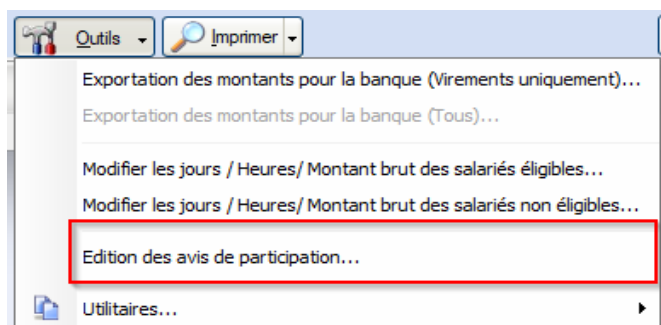 Outils Imprimer
Exportation des montants pour la banque (Virements uniquement)...
Exportation des montants pour la banque (Tous)...
Modifier les jours / Heures/ Montant brut des salariés éligibles...
Modifier les jours / Heures/ Montant brut des salariés non éligibles...
Edition des avis de participation...
Utilitaires...